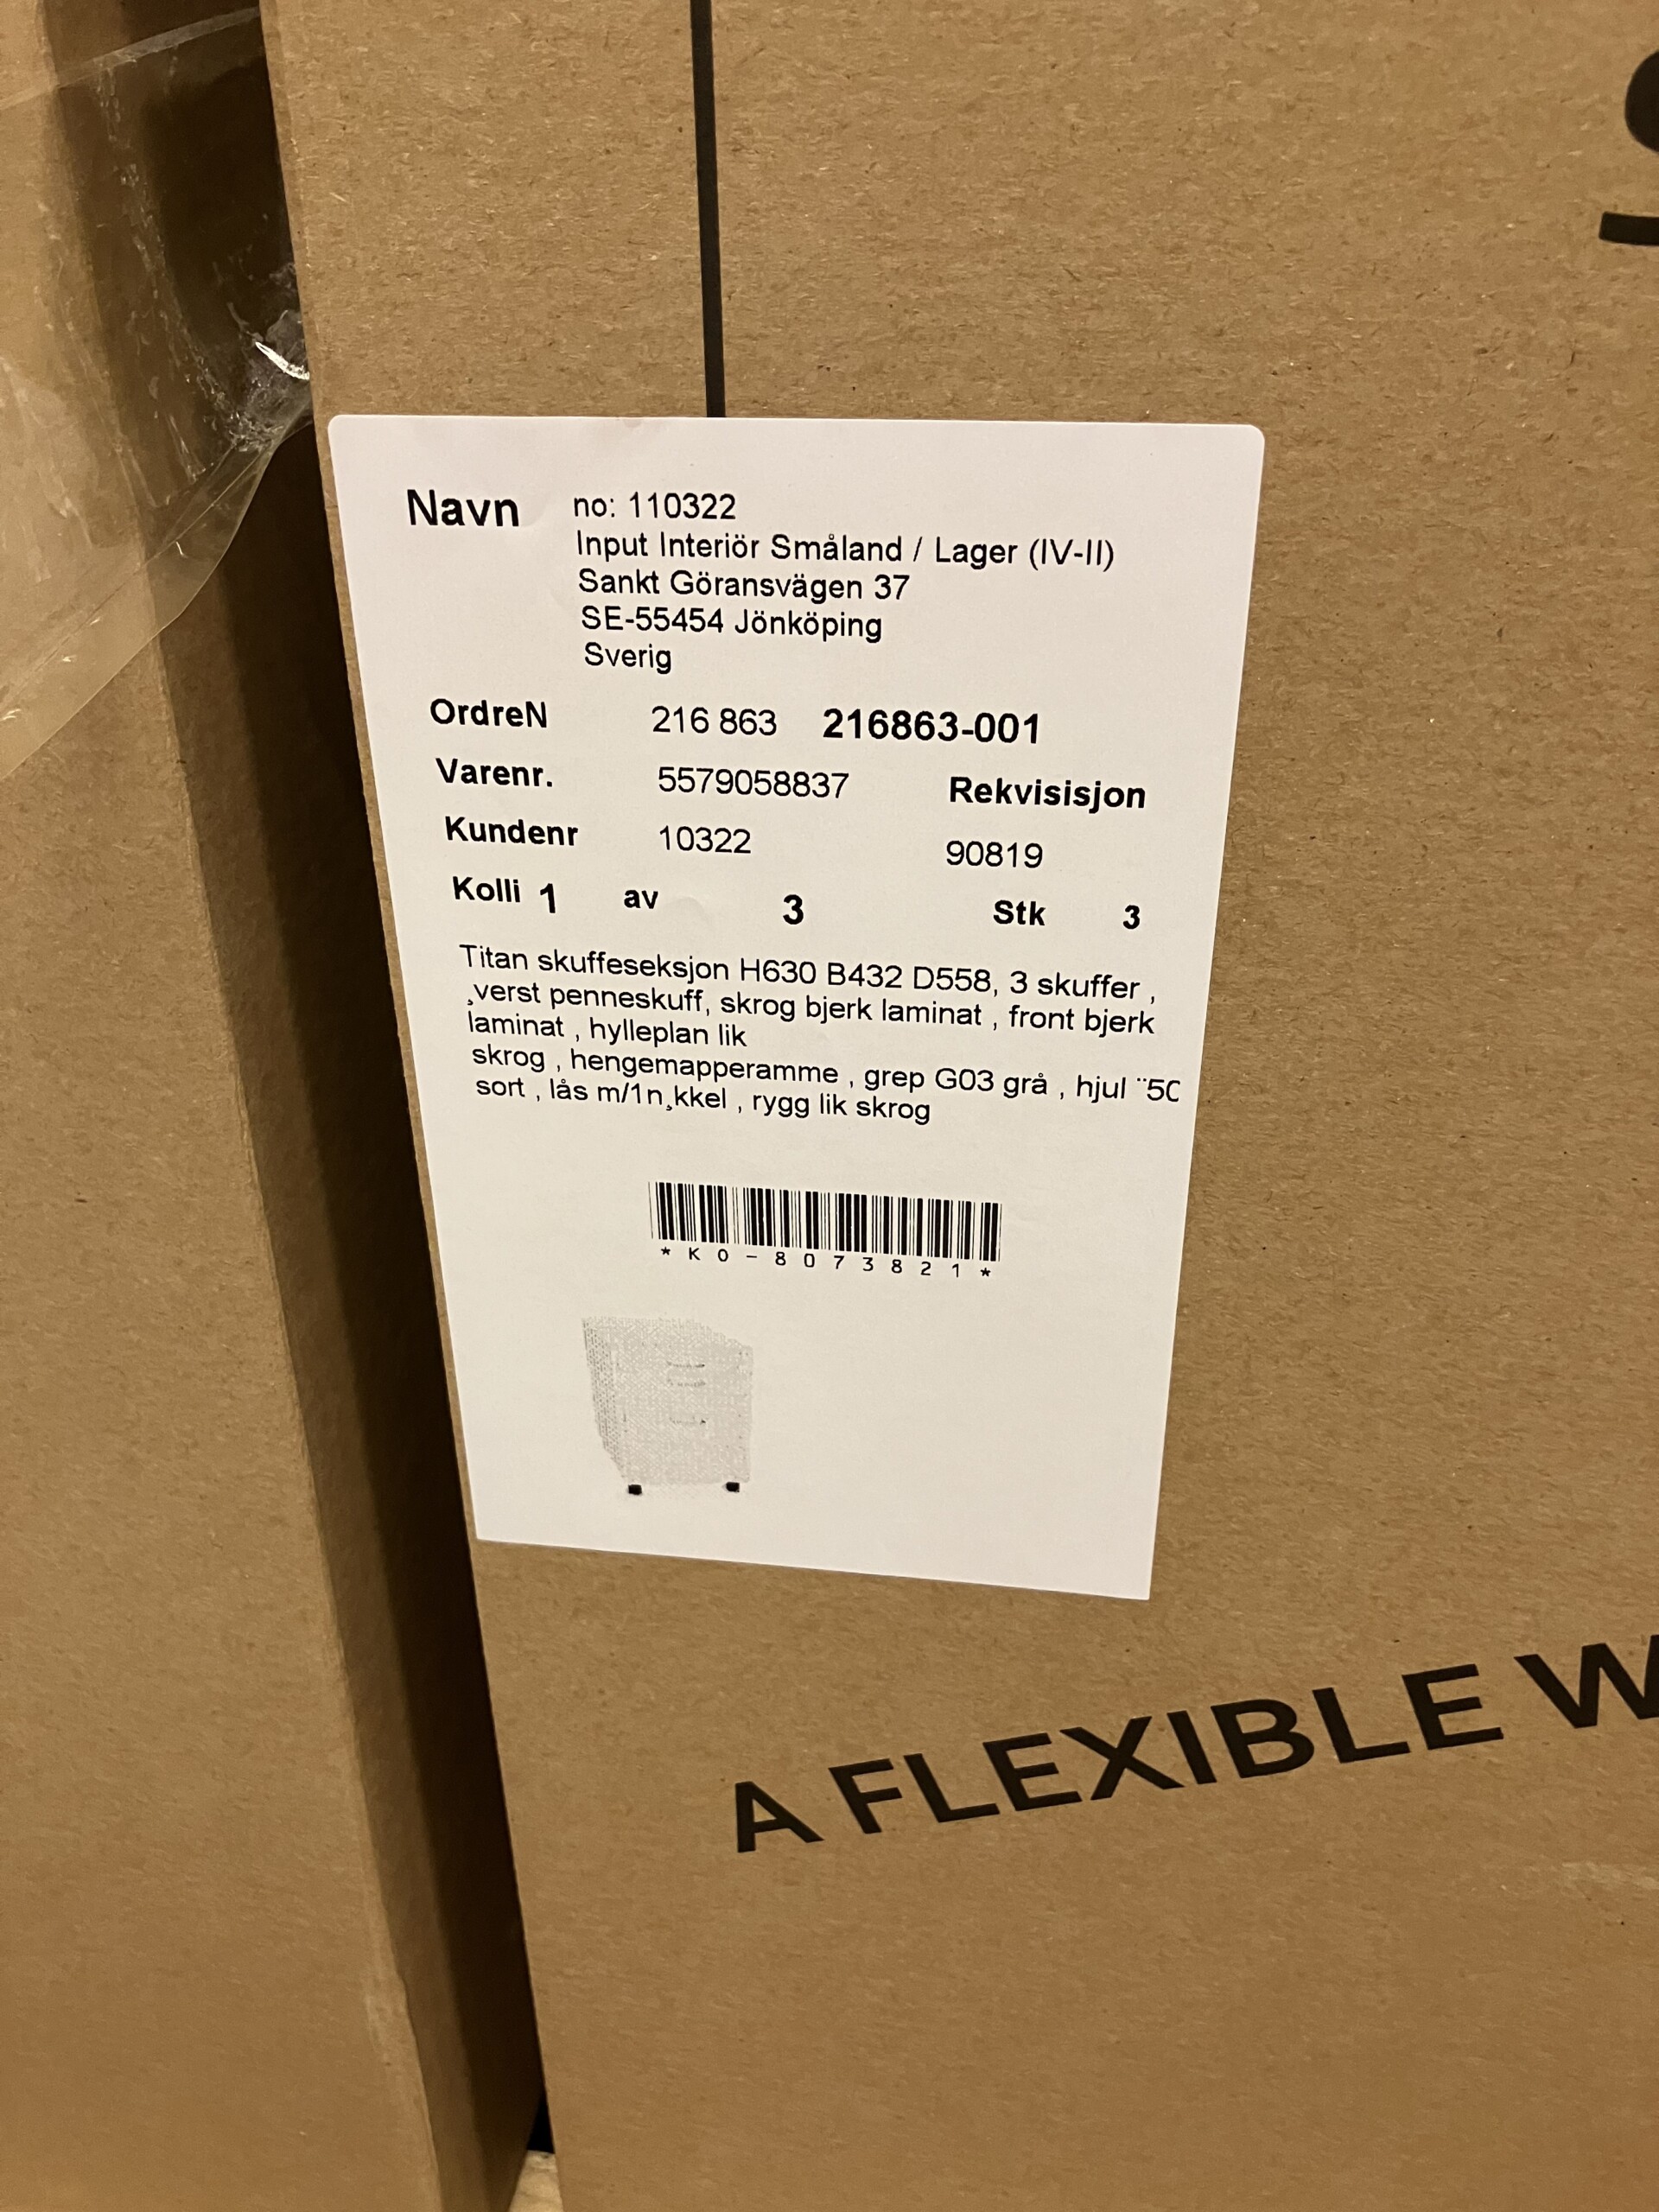 Navn no: 110322
Input Interiör Småland / Lager (IV-II)
Sankt Göransvägen 37
SE-55454 Jönköping
Sverig
OrdreN 216 863 216863-001
Varenr. 5579058837 Rekvisisjon
Kundenr 10322 90819
Kolli 1 av 3 Stk 3
Titan skuffeseksjon H630 B432 D558, 3 skuffer ,
¸verst penneskuff, skrog bjerk laminat , front bjerk
laminat , hylleplan lik
skrog , hengemapperamme , grep G03 grå , hjul ¨50
sort , lås m/1n¸kkel , rygg lik skrog
*K0-8073821*
A FLEXIBLE W